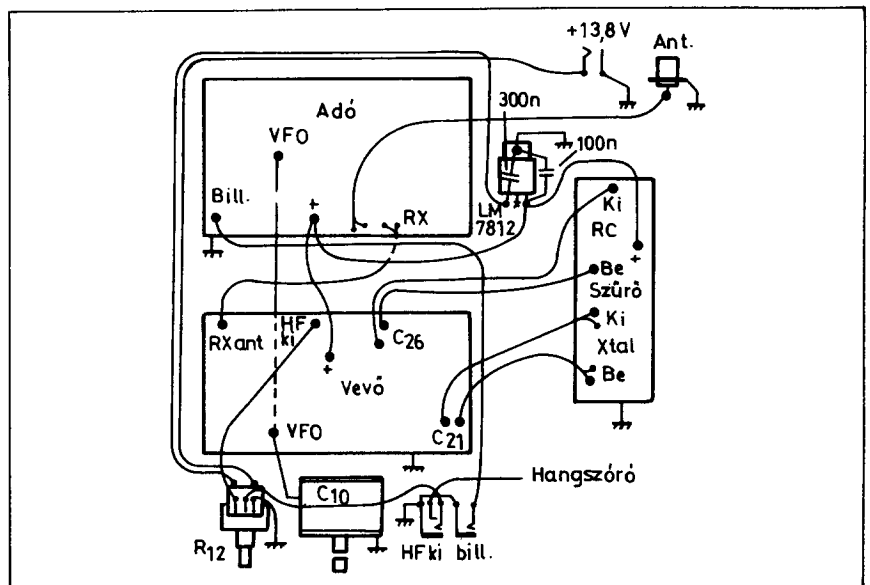 +13,8 V
Ant.
Adó
300n
VFO
100n
Bill.
+
RX
LM
7812
Ki
RC
+
Be
Szűrő
Ki
Xtal
Be
RXant
HF
ki
C26
+
Vevő
VFO
C21
Hangszóró
R12
C10
HFki
bill.